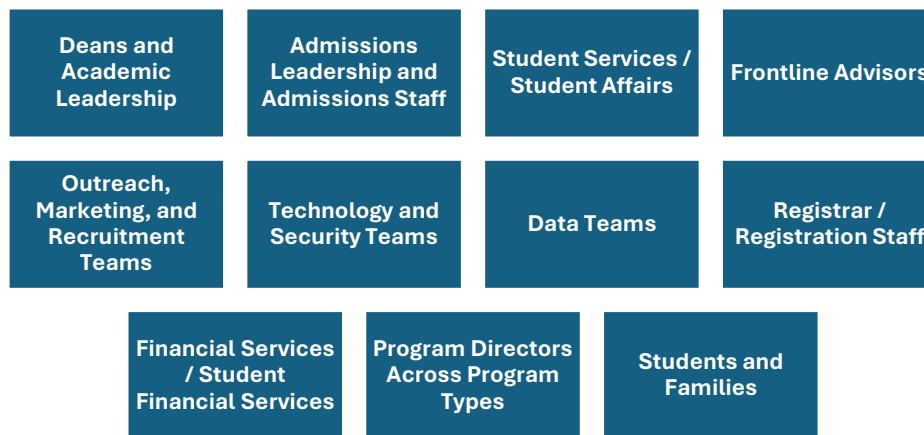 Deans and
Academic
Leadership
Admissions
Leadership and
Admissions Staff
Student Services /
Student Affairs
Frontline Advisors
Outreach,
Marketing, and
Recruitment
Teams
Technology and
Security Teams
Data Teams
Registrar /
Registration Staff
Financial Services
/ Student
Financial Services
Program Directors
Across Program
Types
Students and
Families